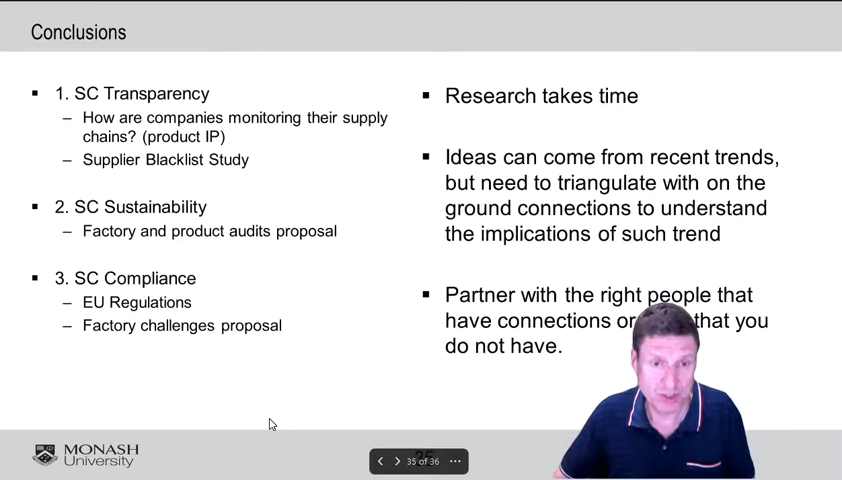 Conclusions
1. SC Transparency
– How are companies monitoring their supply
chains? (product IP)
– Supplier Blacklist Study
2. SC Sustainability
– Factory and product audits proposal
3. SC Compliance
– EU Regulations
– Factory challenges proposal
Research takes time
Ideas can come from recent trends,
but need to triangulate with on the
ground connections to understand
the implications of such trend
Partner with the right people that
have connections or that you
do not have.
MONASH
University
35 of 36